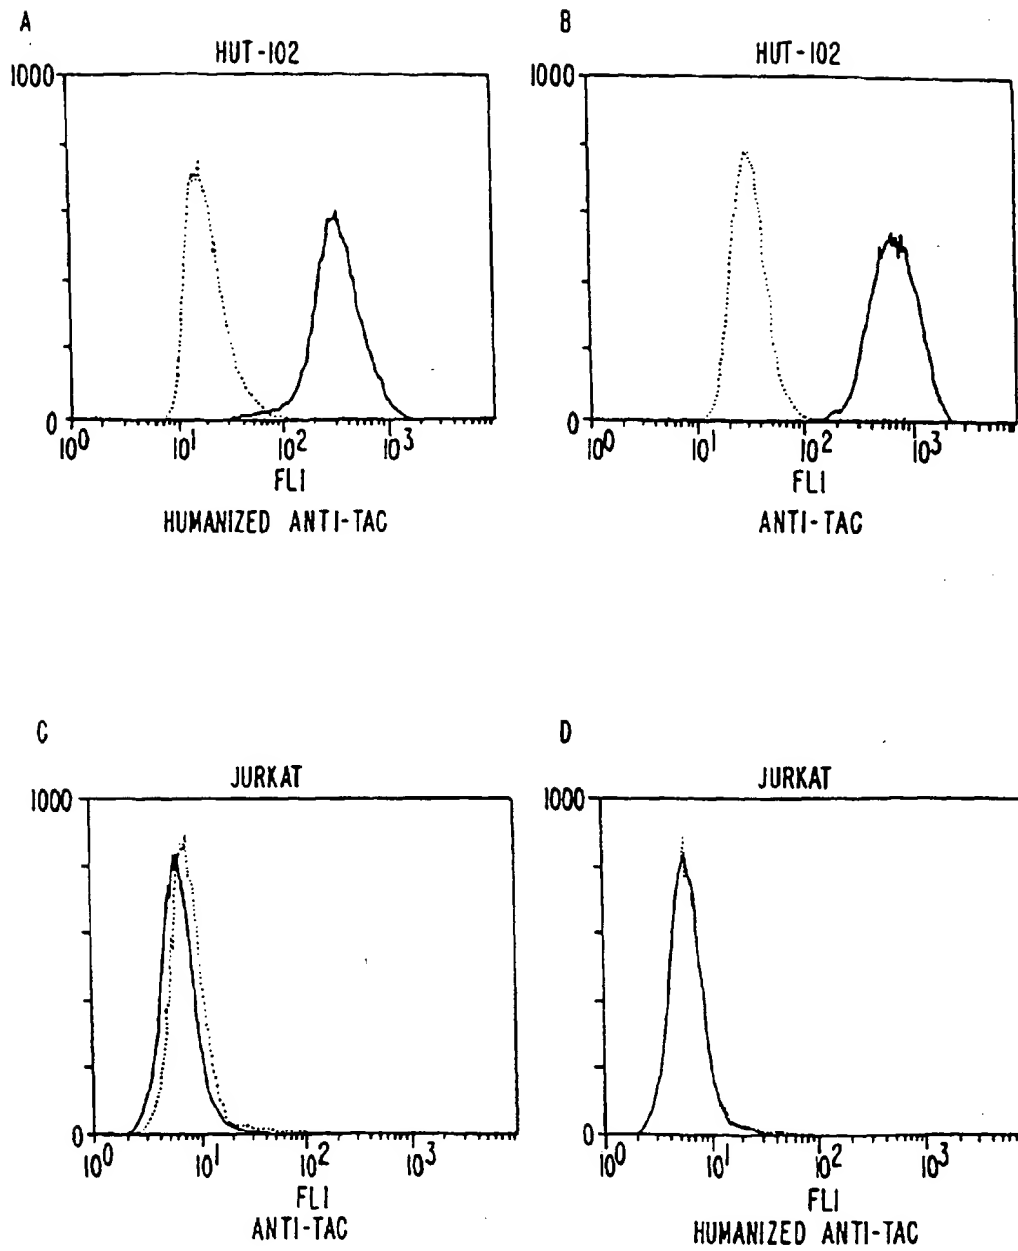 A
HUT-102
1000
0
10⁰ 10¹ 10² 10³
FL1
HUMANIZED ANTI-TAC
B
HUT-102
1000
0
10⁰ 10¹ 10² 10³
FL1
ANTI-TAC
C
JURKAT
1000
0
10⁰ 10¹ 10² 10³
FL1
ANTI-TAC
D
JURKAT
1000
0
10⁰ 10¹ 10² 10³
FL1
HUMANIZED ANTI-TAC